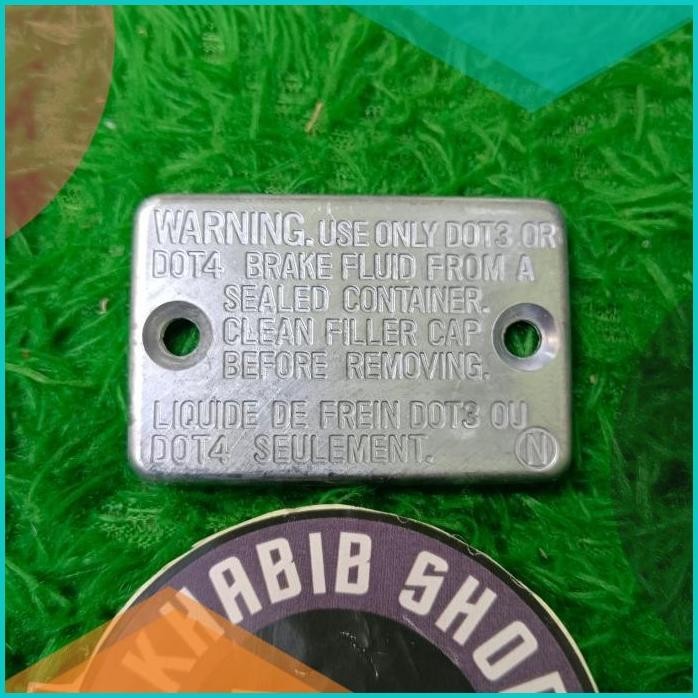 WARNING. USE ONLY DOT3 OR
DOT4 BRAKE FLUID FROM A
SEALED CONTAINER.
CLEAN FILLER CAP
BEFORE REMOVING.
LIQUIDE DE FREIN DOT3 OU
DOT4 SEULEMENT.
N
KHABIB SHOP